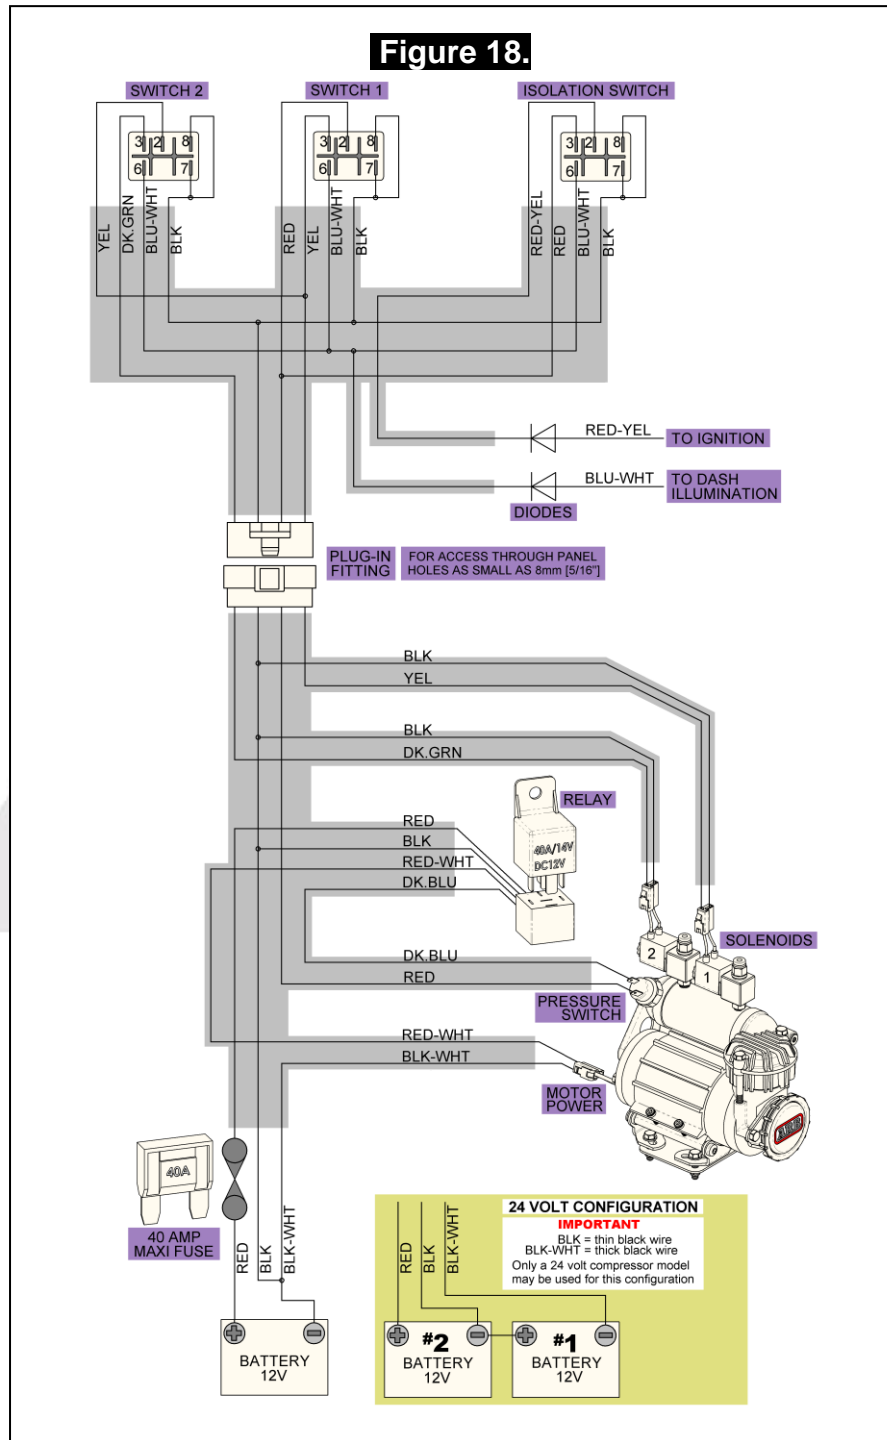 Figure 18.
SWITCH 2
SWITCH 1
ISOLATION SWITCH
3 2 8
6 7
3 2 8
6 7
3 2 8
6 7
YEL
DK.GRN
BLU-WHT
BLK
RED
YEL
BLU-WHT
BLK
RED-YEL
RED
BLU-WHT
BLK
RED-YEL
TO IGNITION
BLU-WHT
TO DASH
ILLUMINATION
DIODES
PLUG-IN
FITTING
FOR ACCESS THROUGH PANEL
HOLES AS SMALL AS 8mm [5/16"]
BLK
YEL
BLK
DK.GRN
RELAY
40A/14V
DC12V
RED
BLK
RED-WHT
DK.BLU
SOLENOIDS
2
1
DK.BLU
RED
PRESSURE
SWITCH
RED-WHT
BLK-WHT
MOTOR
POWER
ARB
40A
40 AMP
MAXI FUSE
RED
BLK
BLK-WHT
BATTERY
12V
24 VOLT CONFIGURATION
IMPORTANT
BLK = thin black wire
BLK-WHT = thick black wire
Only a 24 volt compressor model
may be used for this configuration
RED
BLK
BLK-WHT
#2
BATTERY
12V
#1
BATTERY
12V